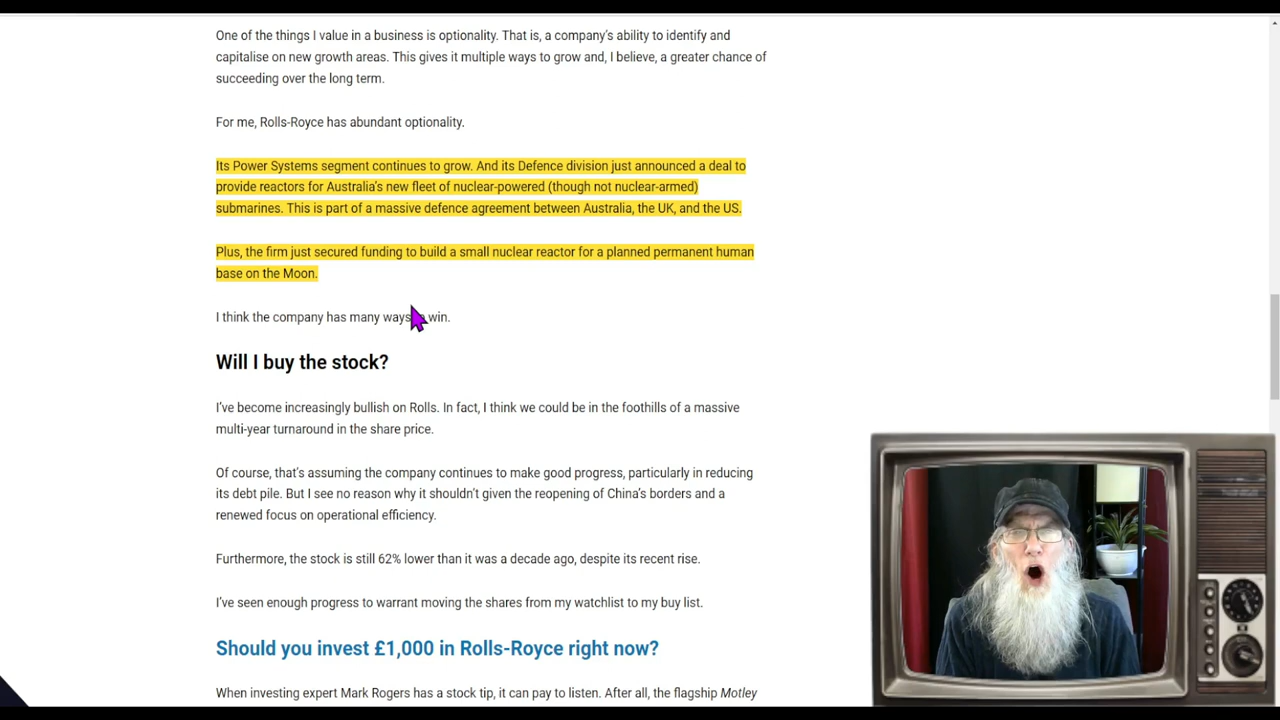 One of the things I value in a business is optionality. That is, a company's ability to identify and
capitalise on new growth areas. This gives it multiple ways to grow and, I believe, a greater chance of
succeeding over the long term.
For me, Rolls-Royce has abundant optionality.
Its Power Systems segment continues to grow. And its Defence division just announced a deal to
provide reactors for Australia's new fleet of nuclear-powered (though not nuclear-armed)
submarines. This is part of a massive defence agreement between Australia, the UK, and the US.
Plus, the firm just secured funding to build a small nuclear reactor for a planned permanent human
base on the Moon.
I think the company has many ways win.
Will I buy the stock?
I've become increasingly bullish on Rolls. In fact, I think we could be in the foothills of a massive
multi-year turnaround in the share price.
Of course, that's assuming the company continues to make good progress, particularly in reducing
its debt pile. But I see no reason why it shouldn't given the reopening of China's borders and a
renewed focus on operational efficiency.
Furthermore, the stock is still 62% lower than it was a decade ago, despite its recent rise.
I've seen enough progress to warrant moving the shares from my watchlist to my buy list.
Should you invest £1,000 in Rolls-Royce right now?
When investing expert Mark Rogers has a stock tip, it can pay to listen. After all, the flagship Motley